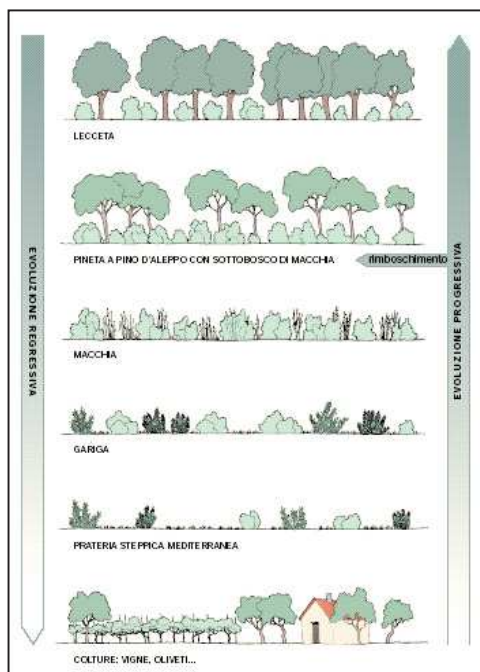 LECCETA
PINETA A PINO D'ALEPPO CON SOTTOBOSCO DI MACCHIA
rimboschimento
MACCHIA
GARIGA
PRATERIA STEPPICA MEDITERRANEA
COLTURE: VIGNE, OLIVETI...
EVOLUZIONE REGRESSIVA
EVOLUZIONE PROGRESSIVA